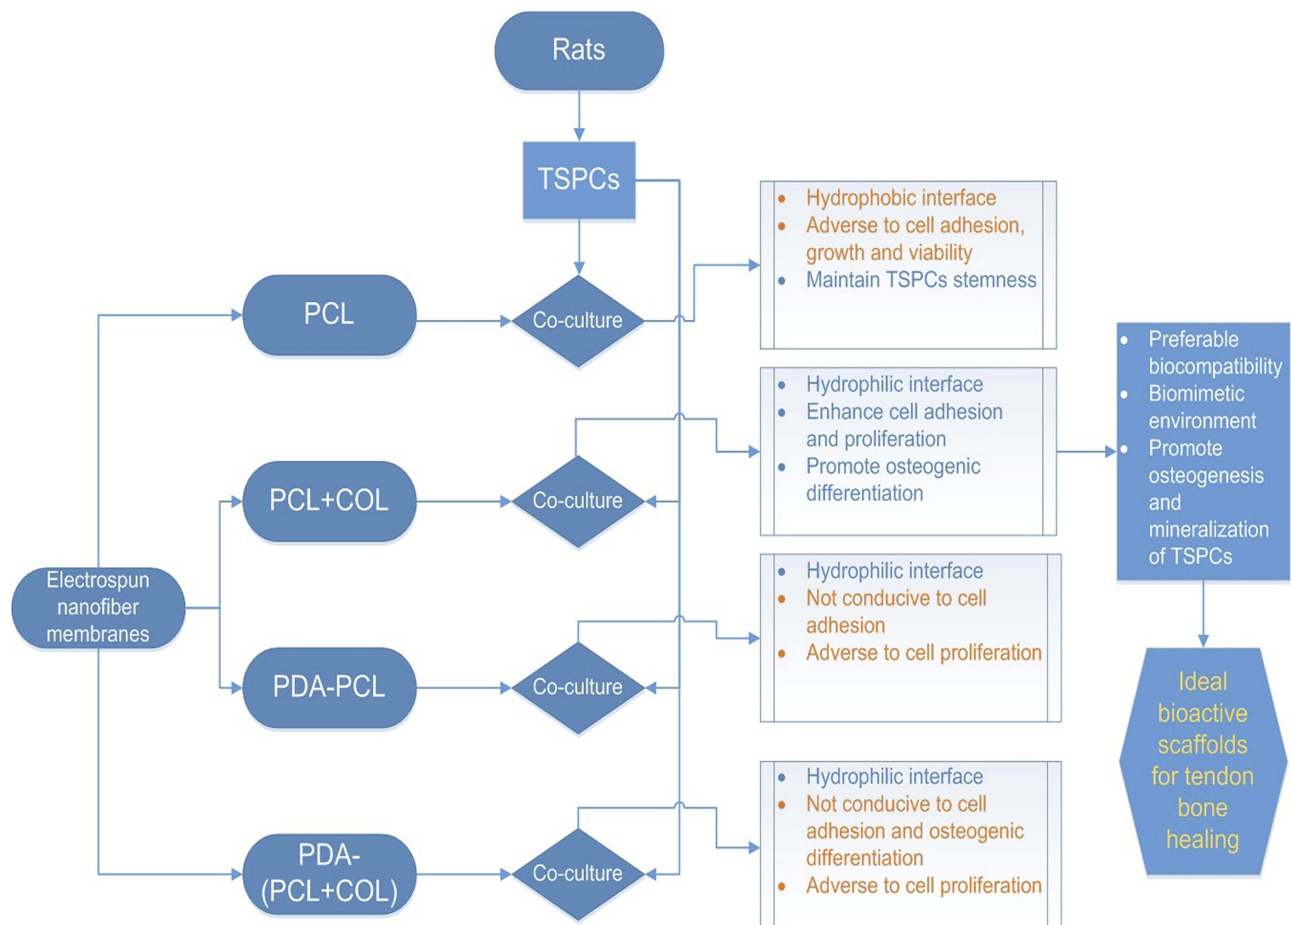 Rats
TSPCs
PCL
Co-culture
• Hydrophobic interface
• Adverse to cell adhesion,
growth and viability
• Maintain TSPCs stemness
PCL+COL
Co-culture
• Hydrophilic interface
• Enhance cell adhesion
and proliferation
• Promote osteogenic
differentiation
• Preferable
biocompatibility
• Biomimetic
environment
• Promote
osteogenesis
and
mineralization
of TSPCs
Electrospun
nanofiber
membranes
PDA-PCL
Co-culture
• Hydrophilic interface
• Not conducive to cell
adhesion
• Adverse to cell proliferation
Ideal
bioactive
scaffolds
for tendon
bone
healing
PDA-
(PCL+COL)
Co-culture
• Hydrophilic interface
• Not conducive to cell
adhesion and osteogenic
differentiation
• Adverse to cell proliferation